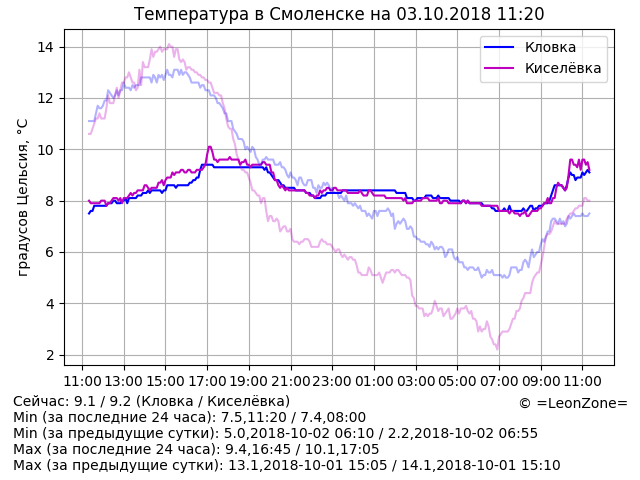 Температура в Смоленске на 03.10.2018 11:20
Кловка
Киселёвка
градусов Цельсия, °C
14
12
10
8
6
4
2
11:00 13:00 15:00 17:00 19:00 21:00 23:00 01:00 03:00 05:00 07:00 09:00 11:00
Сейчас: 9.1 / 9.2 (Кловка / Киселёвка)
© =LeonZone=
Min (за последние 24 часа): 7.5,11:20 / 7.4,08:00
Min (за предыдущие сутки): 5.0,2018-10-02 06:10 / 2.2,2018-10-02 06:55
Max (за последние 24 часа): 9.4,16:45 / 10.1,17:05
Max (за предыдущие сутки): 13.1,2018-10-01 15:05 / 14.1,2018-10-01 15:10